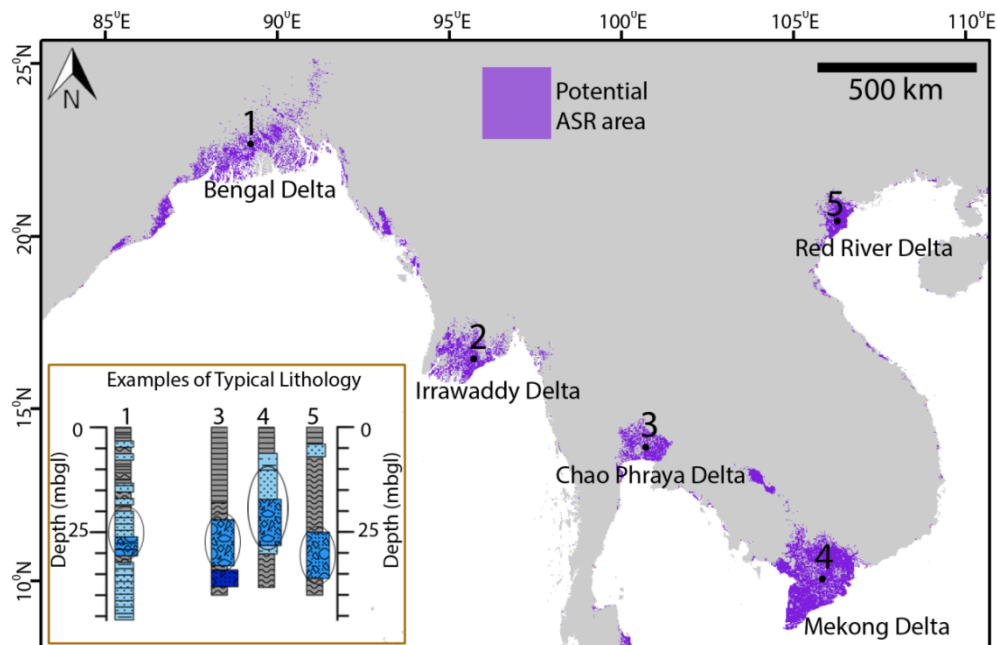 85°E 90°E 95°E 100°E 105°E 110°E
25°N
20°N
15°N
10°N
N
Potential
ASR area
500 km
1
Bengal Delta
5
Red River Delta
2
Irrawaddy Delta
3
Chao Phraya Delta
4
Mekong Delta
Examples of Typical Lithology
1 3 4 5
0 0
25 25
Depth (mbgl)
Depth (mbgl)